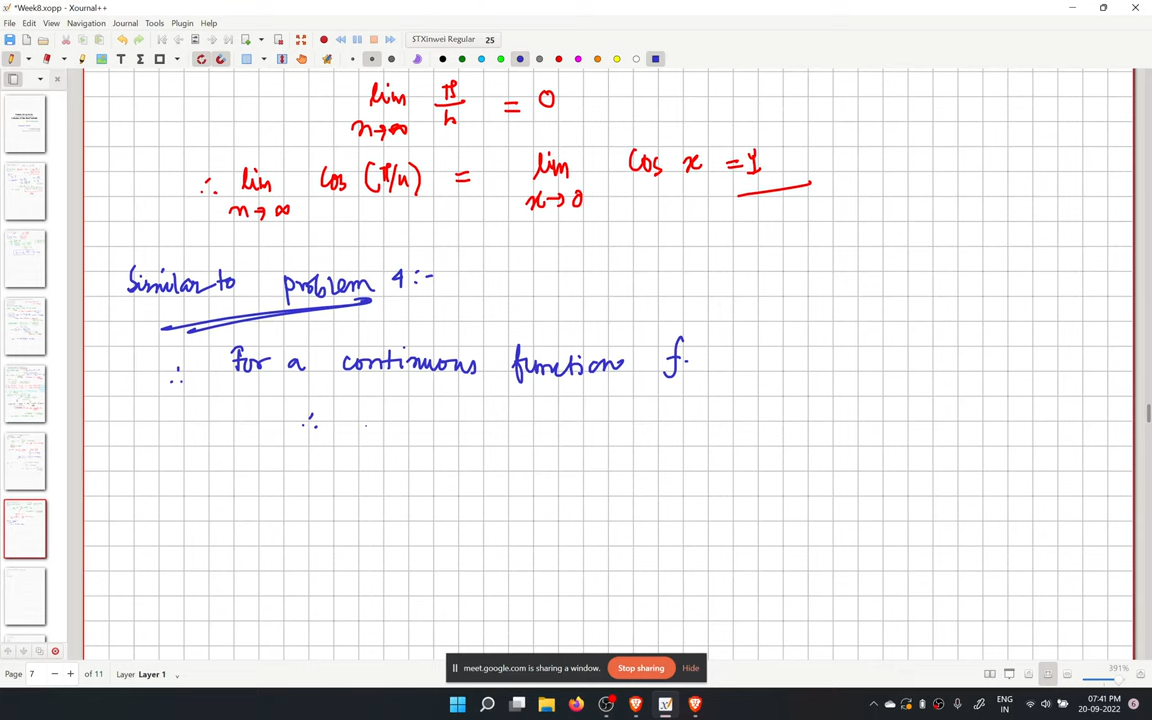 *Week8.xopp - Xournal++
File Edit View Navigation Journal Tools Plugin Help
STXinwei Regular 25
lim π/n = 0
n→∞
∴ lim cos (π/n) = lim cos x = 1
n→∞ x→0
Similar to problem 4 :-
∴ For a continuous function f.
∴
meet.google.com is sharing a window. Stop sharing Hide
Page 7 of 11 Layer Layer 1 391%
ENG 07:41 PM
IN 20-09-2022 6